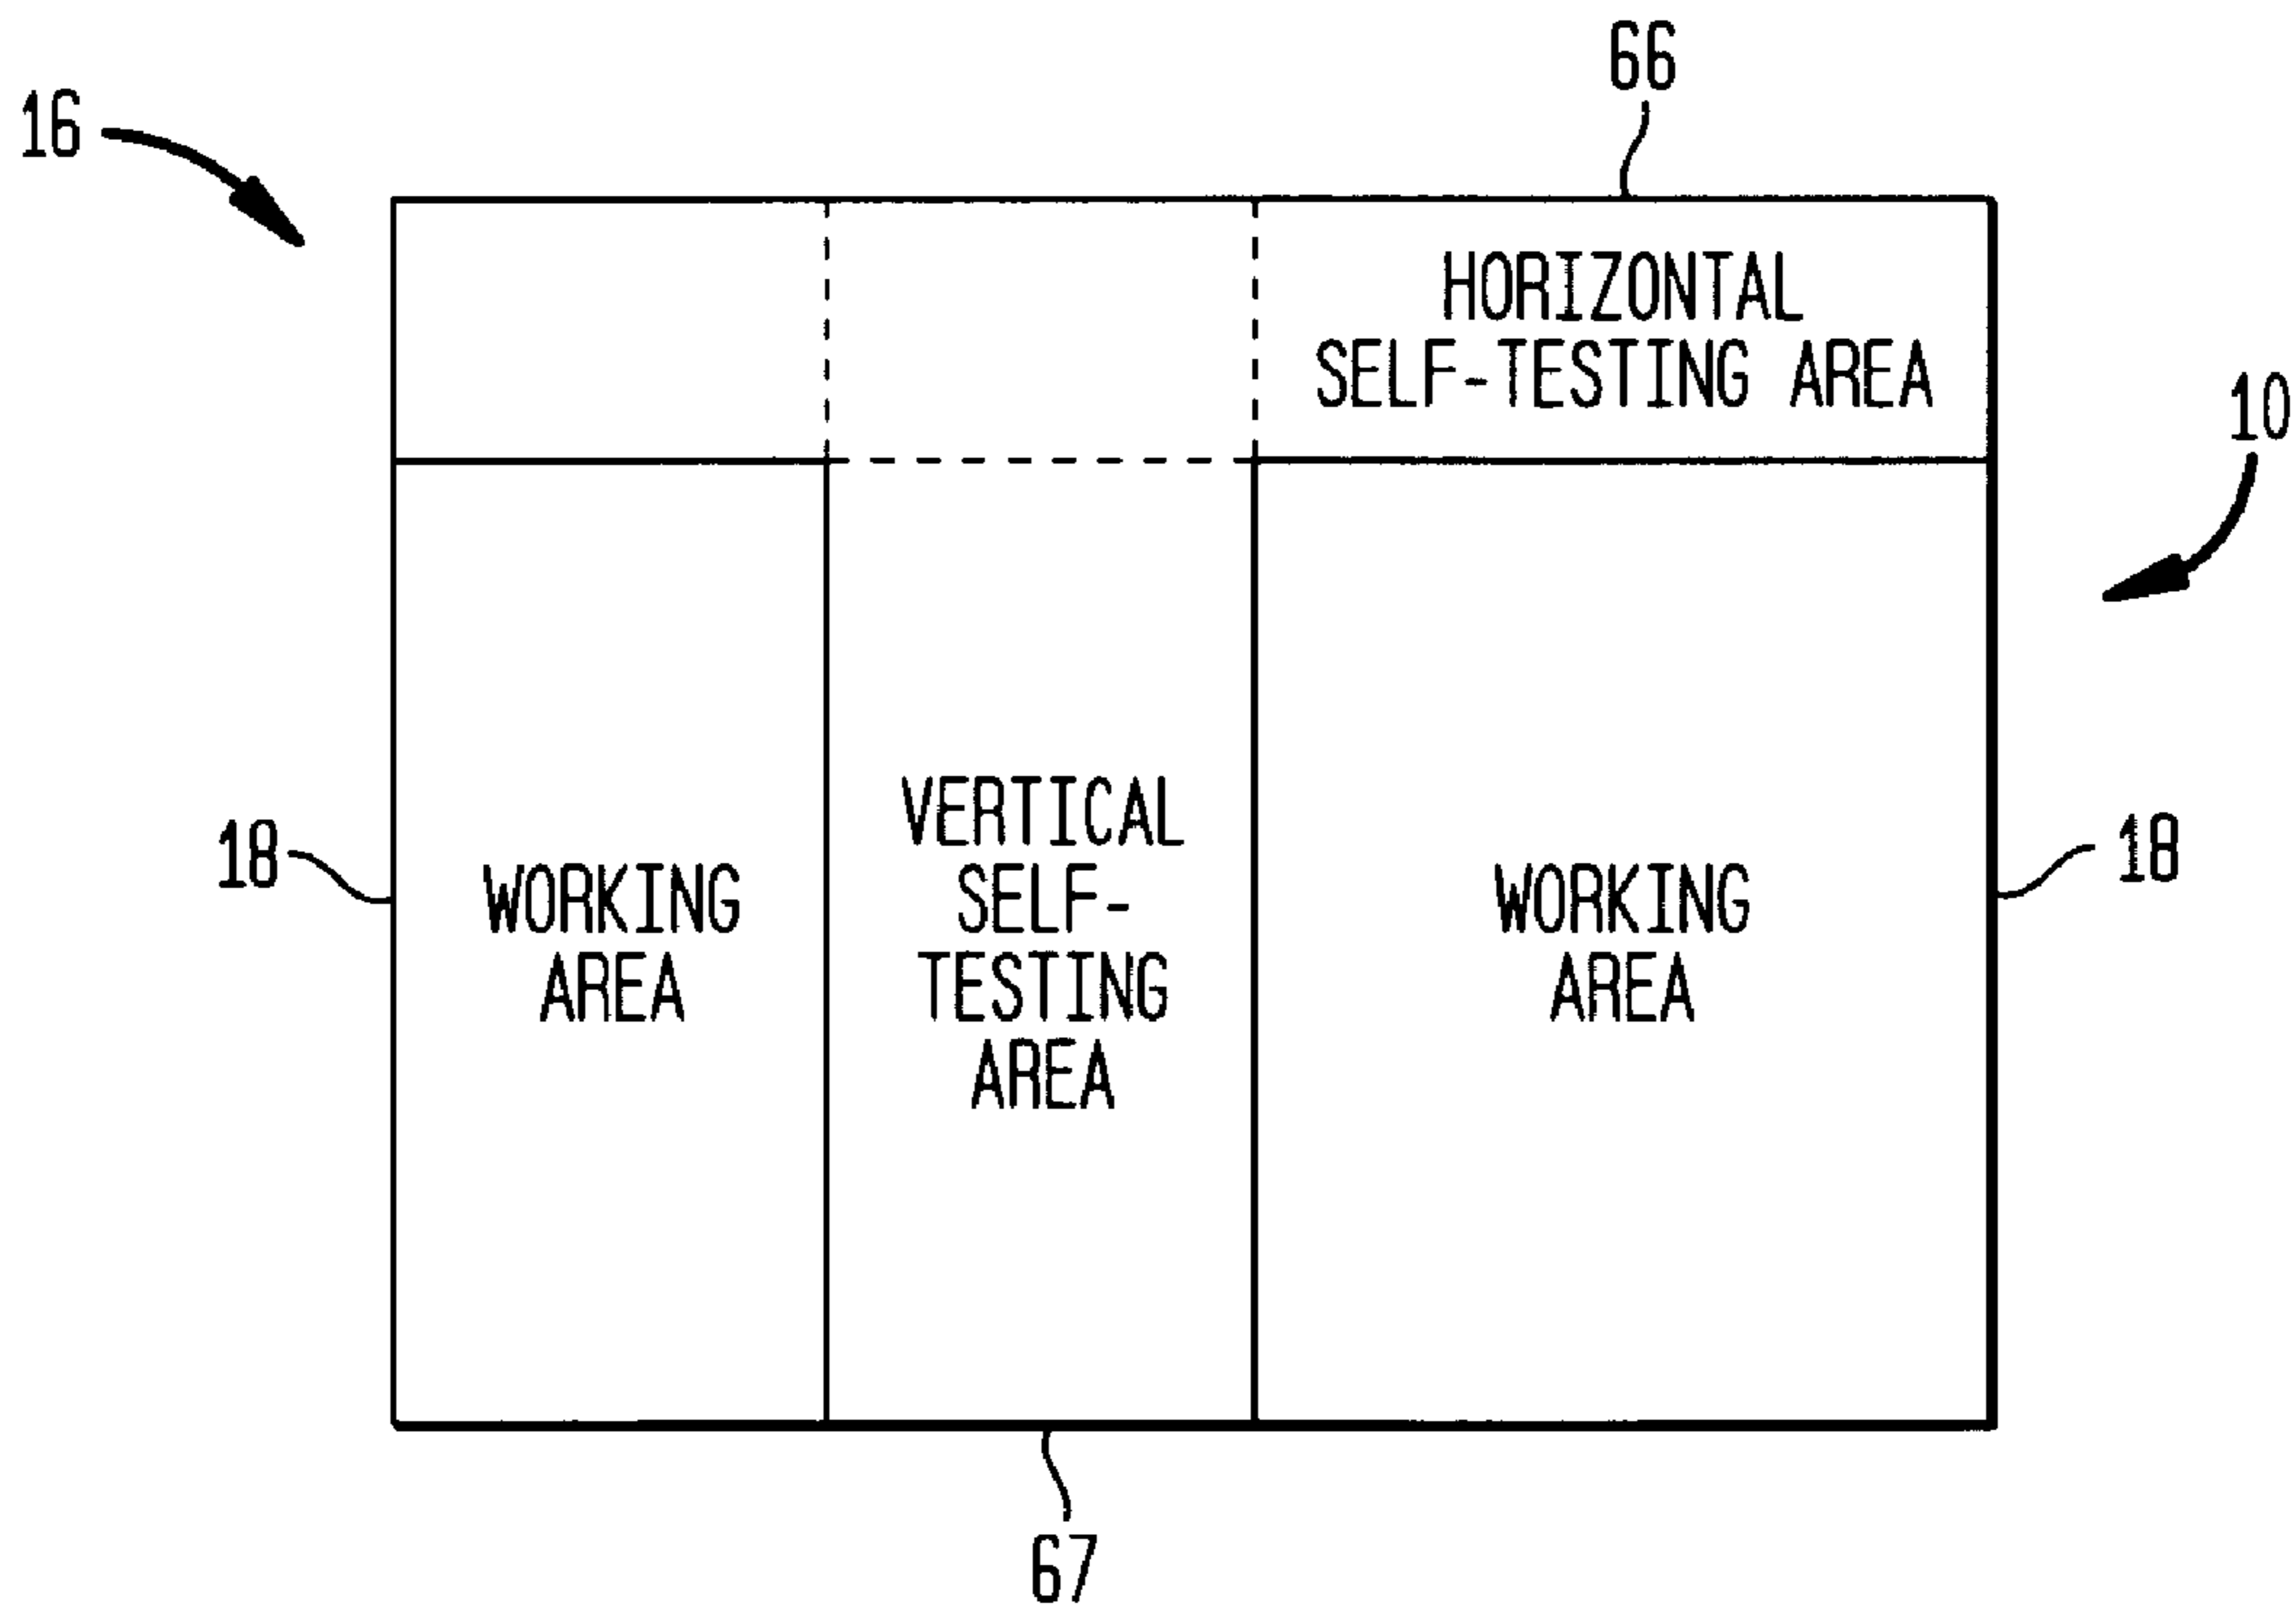 66
16
HORIZONTAL
SELF-TESTING AREA
10
18
WORKING
AREA
VERTICAL
SELF-
TESTING
AREA
WORKING
AREA
18
67